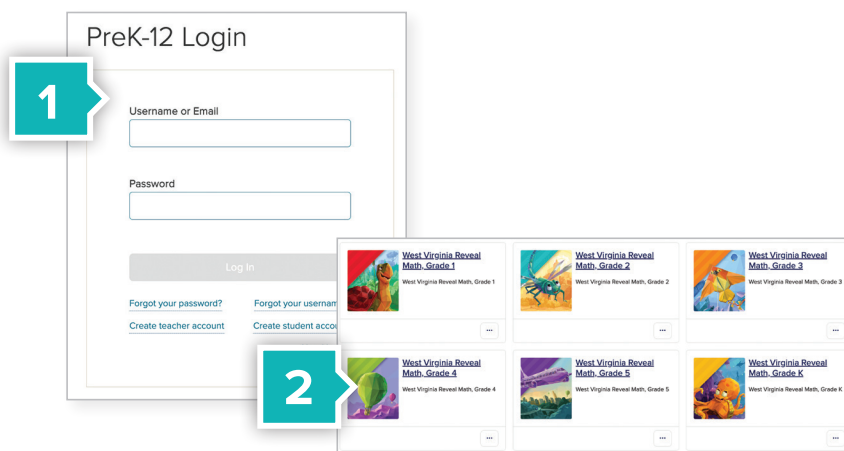 PreK-12 Login
1
Username or Email
Password
Log In
Forgot your password?
Forgot your usernam
Create teacher account
Create student accou
2
West Virginia Reveal
Math, Grade 1
West Virginia Reveal Math, Grade 1
...
West Virginia Reveal
Math, Grade 2
West Virginia Reveal Math, Grade 2
...
West Virginia Reveal
Math, Grade 3
West Virginia Reveal Math, Grade 3
...
West Virginia Reveal
Math, Grade 4
West Virginia Reveal Math, Grade 4
...
West Virginia Reveal
Math, Grade 5
West Virginia Reveal Math, Grade 5
...
West Virginia Reveal
Math, Grade K
West Virginia Reveal Math, Grade K
...